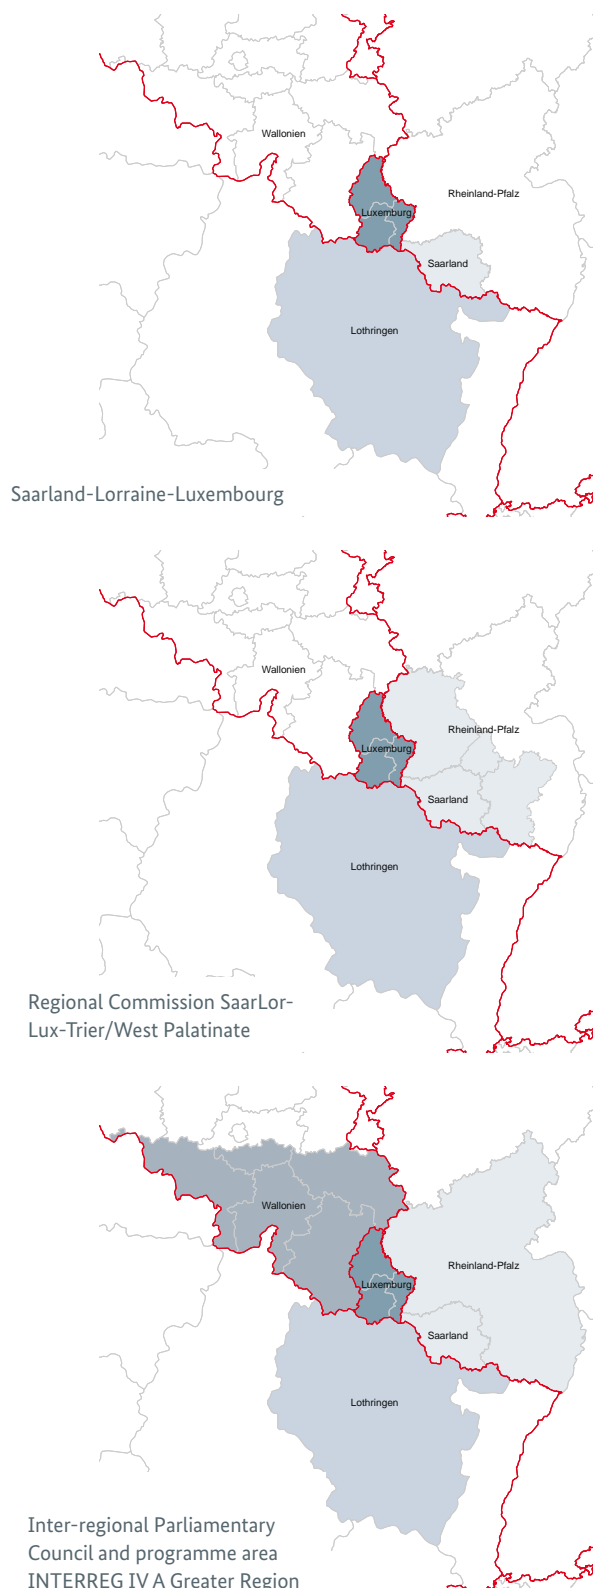 Wallonien
Rheinland-Pfalz
Luxemburg
Saarland
Lothringen
Saarland-Lorraine-Luxembourg
Wallonien
Rheinland-Pfalz
Luxemburg
Saarland
Lothringen
Regional Commission SaarLor-
Lux-Trier/West Palatinate
Wallonien
Rheinland-Pfalz
Luxemburg
Saarland
Lothringen
Inter-regional Parliamentary
Council and programme area
INTERREG IV A Greater Region